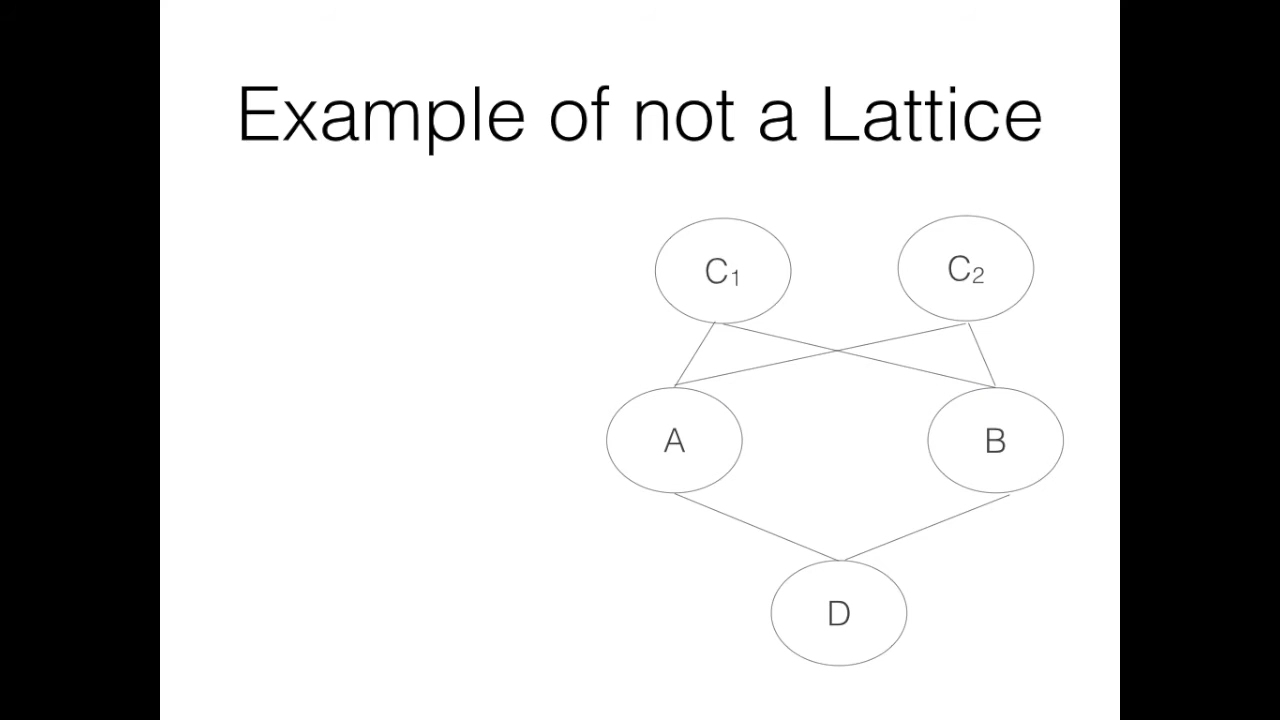 Example of not a Lattice
C₁
C₂
A
B
D